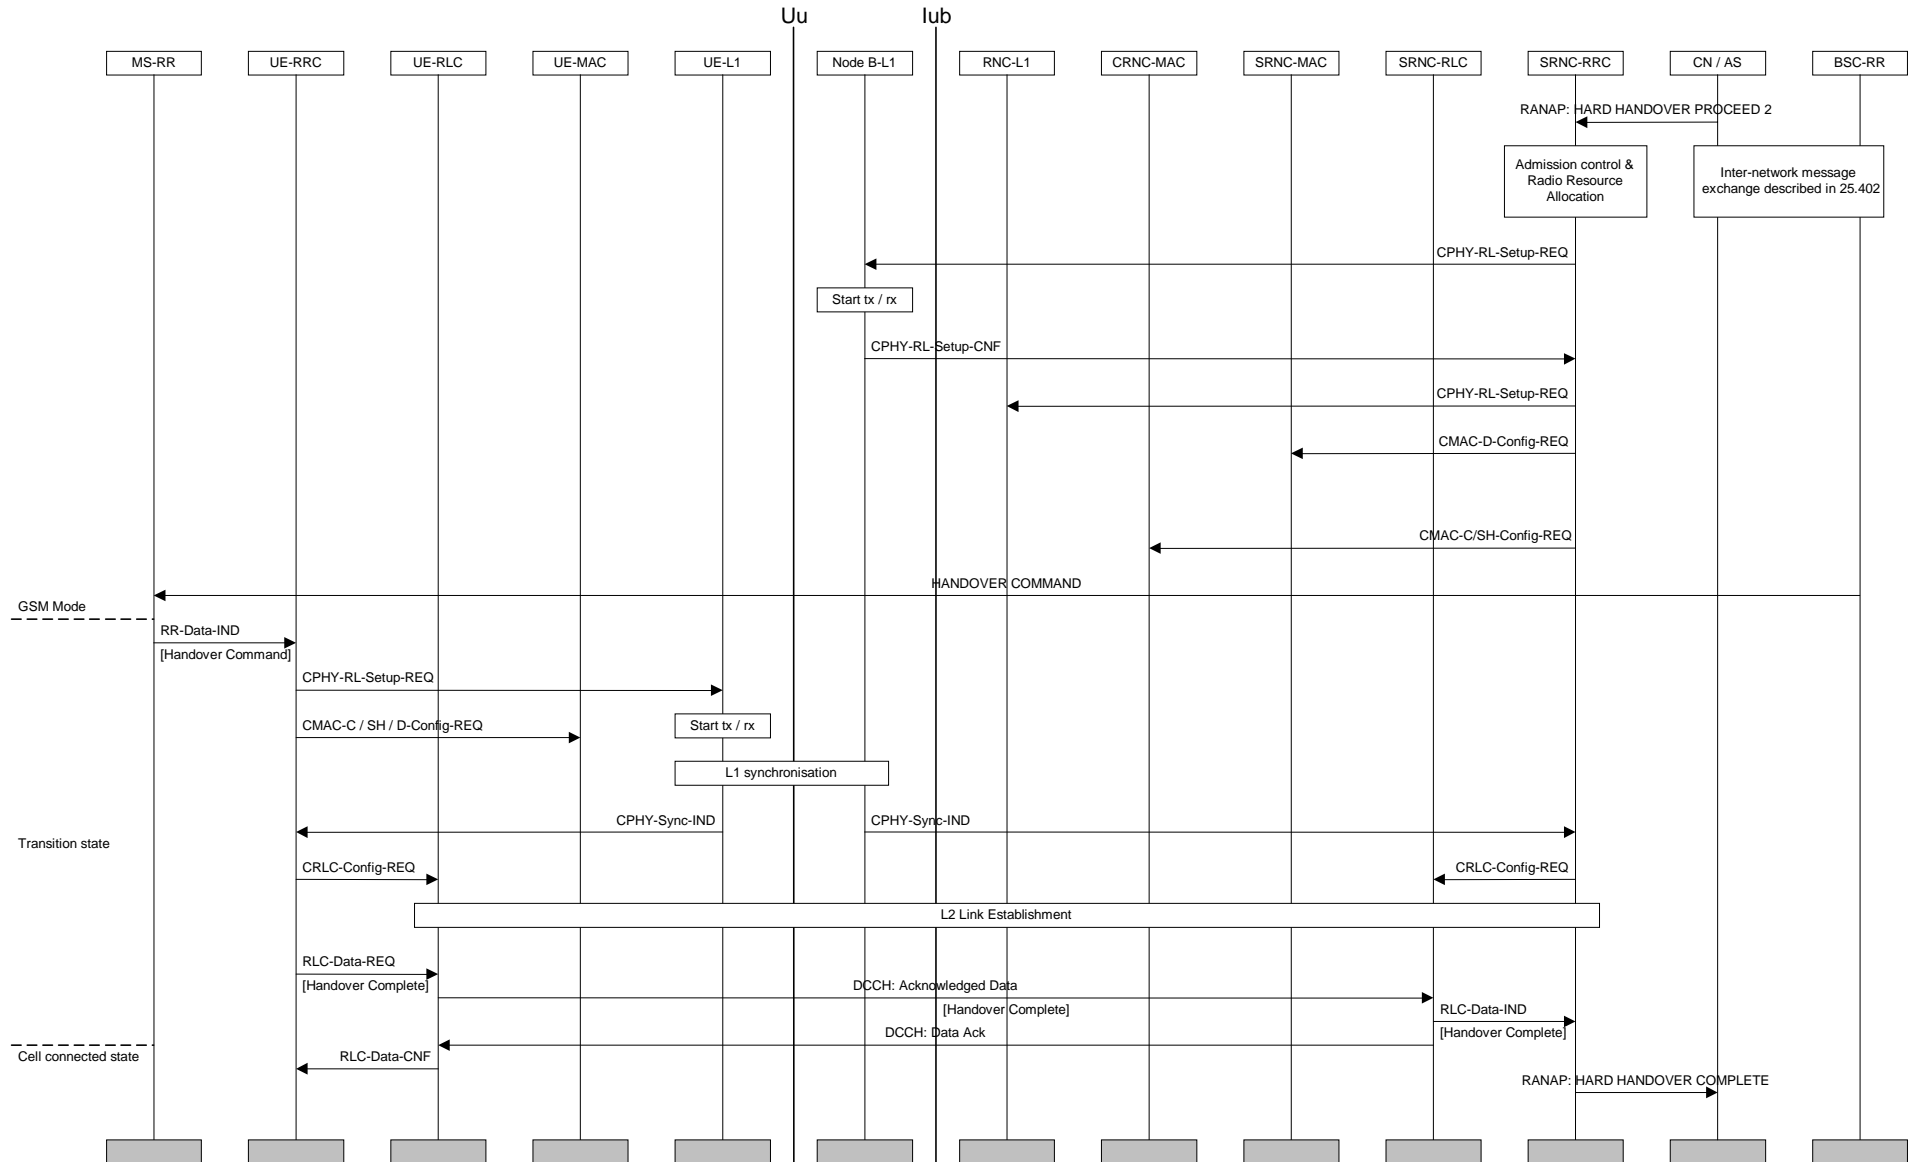 Uu
Iub
MS-RR
UE-RRC
UE-RLC
UE-MAC
UE-L1
Node B-L1
RNC-L1
CRNC-MAC
SRNC-MAC
SRNC-RLC
SRNC-RRC
CN / AS
BSC-RR
RANAP: HARD HANDOVER PROCEED 2
Admission control &
Radio Resource
Allocation
Inter-network message
exchange described in 25.402
CPHY-RL-Setup-REQ
Start tx / rx
CPHY-RL-Setup-CNF
CPHY-RL-Setup-REQ
CMAC-D-Config-REQ
CMAC-C/SH-Config-REQ
HANDOVER COMMAND
GSM Mode
RR-Data-IND
[Handover Command]
CPHY-RL-Setup-REQ
CMAC-C / SH / D-Config-REQ
Start tx / rx
L1 synchronisation
CPHY-Sync-IND
CPHY-Sync-IND
Transition state
CRLC-Config-REQ
CRLC-Config-REQ
L2 Link Establishment
RLC-Data-REQ
[Handover Complete]
DCCH: Acknowledged Data
[Handover Complete]
RLC-Data-IND
[Handover Complete]
DCCH: Data Ack
Cell connected state
RLC-Data-CNF
RANAP: HARD HANDOVER COMPLETE